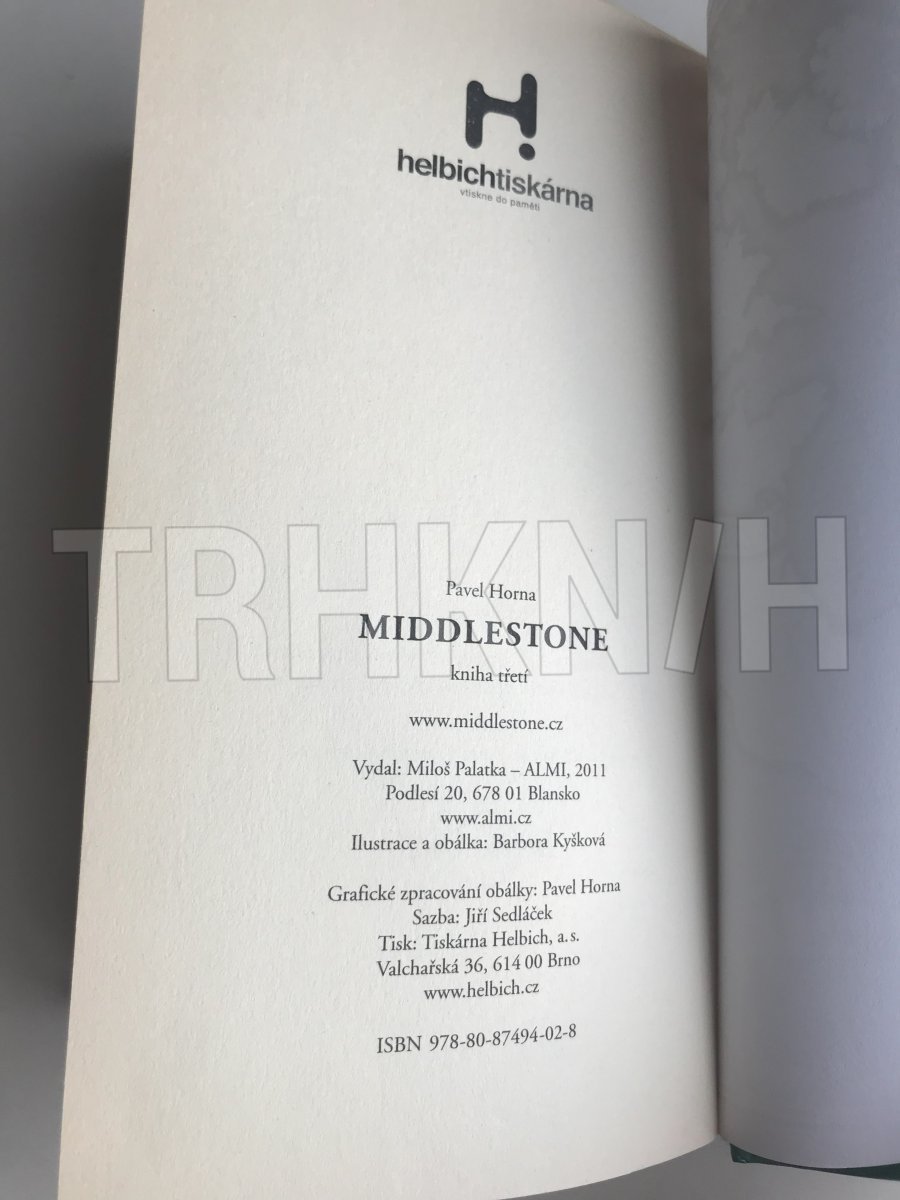 H!
helbichtiskárna
vtiskne do paměti
TRHKN/H
Pavel Horna
MIDDLESTONE
kniha třetí
www.middlestone.cz
Vydal: Miloš Palatka – ALMI, 2011
Podlesí 20, 678 01 Blansko
www.almi.cz
Ilustrace a obálka: Barbora Kyšková
Grafické zpracování obálky: Pavel Horna
Sazba: Jiří Sedláček
Tisk: Tiskárna Helbich, a.s.
Valchařská 36, 614 00 Brno
www.helbich.cz
ISBN 978-80-87494-02-8